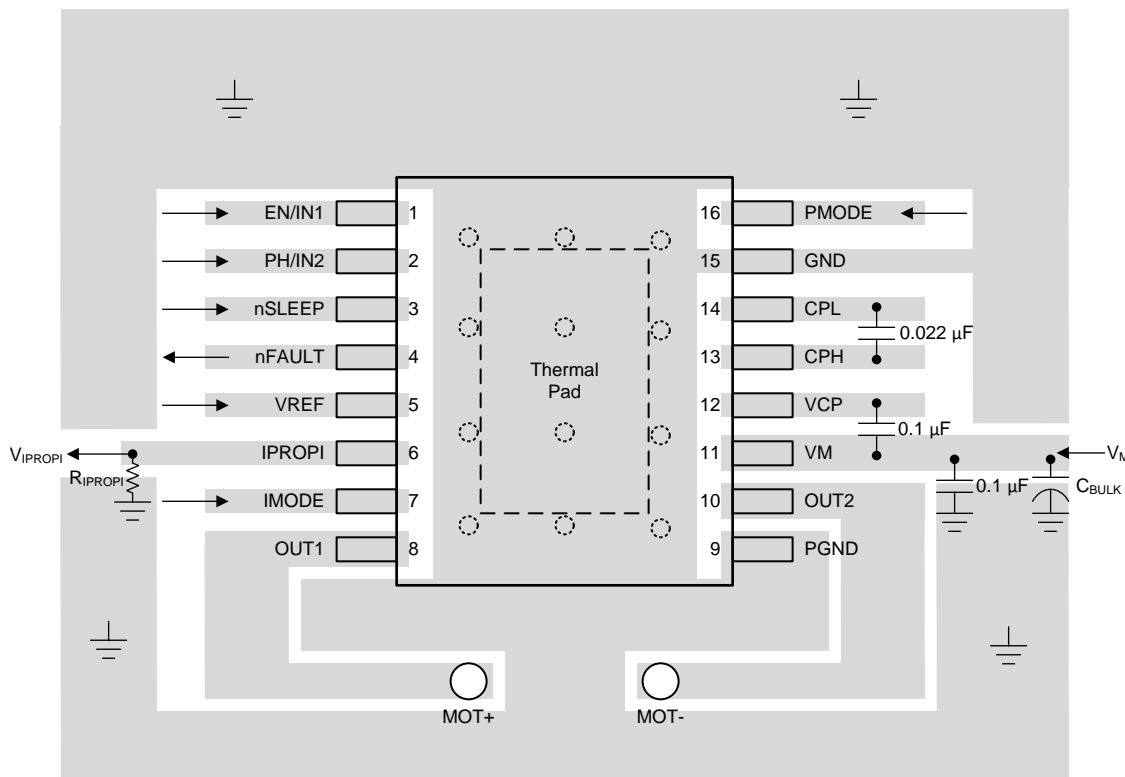 EN/IN1 1
PH/IN2 2
nSLEEP 3
nFAULT 4
VREF 5
IPROPI 6
IMODE 7
OUT1 8
VIPROPI
RIPROPI
Thermal
Pad
16 PMODE
15 GND
14 CPL
13 CPH
12 VCP
11 VM
10 OUT2
9 PGND
0.022 µF
0.1 µF
0.1 µF
CBULK
VM
MOT+
MOT-